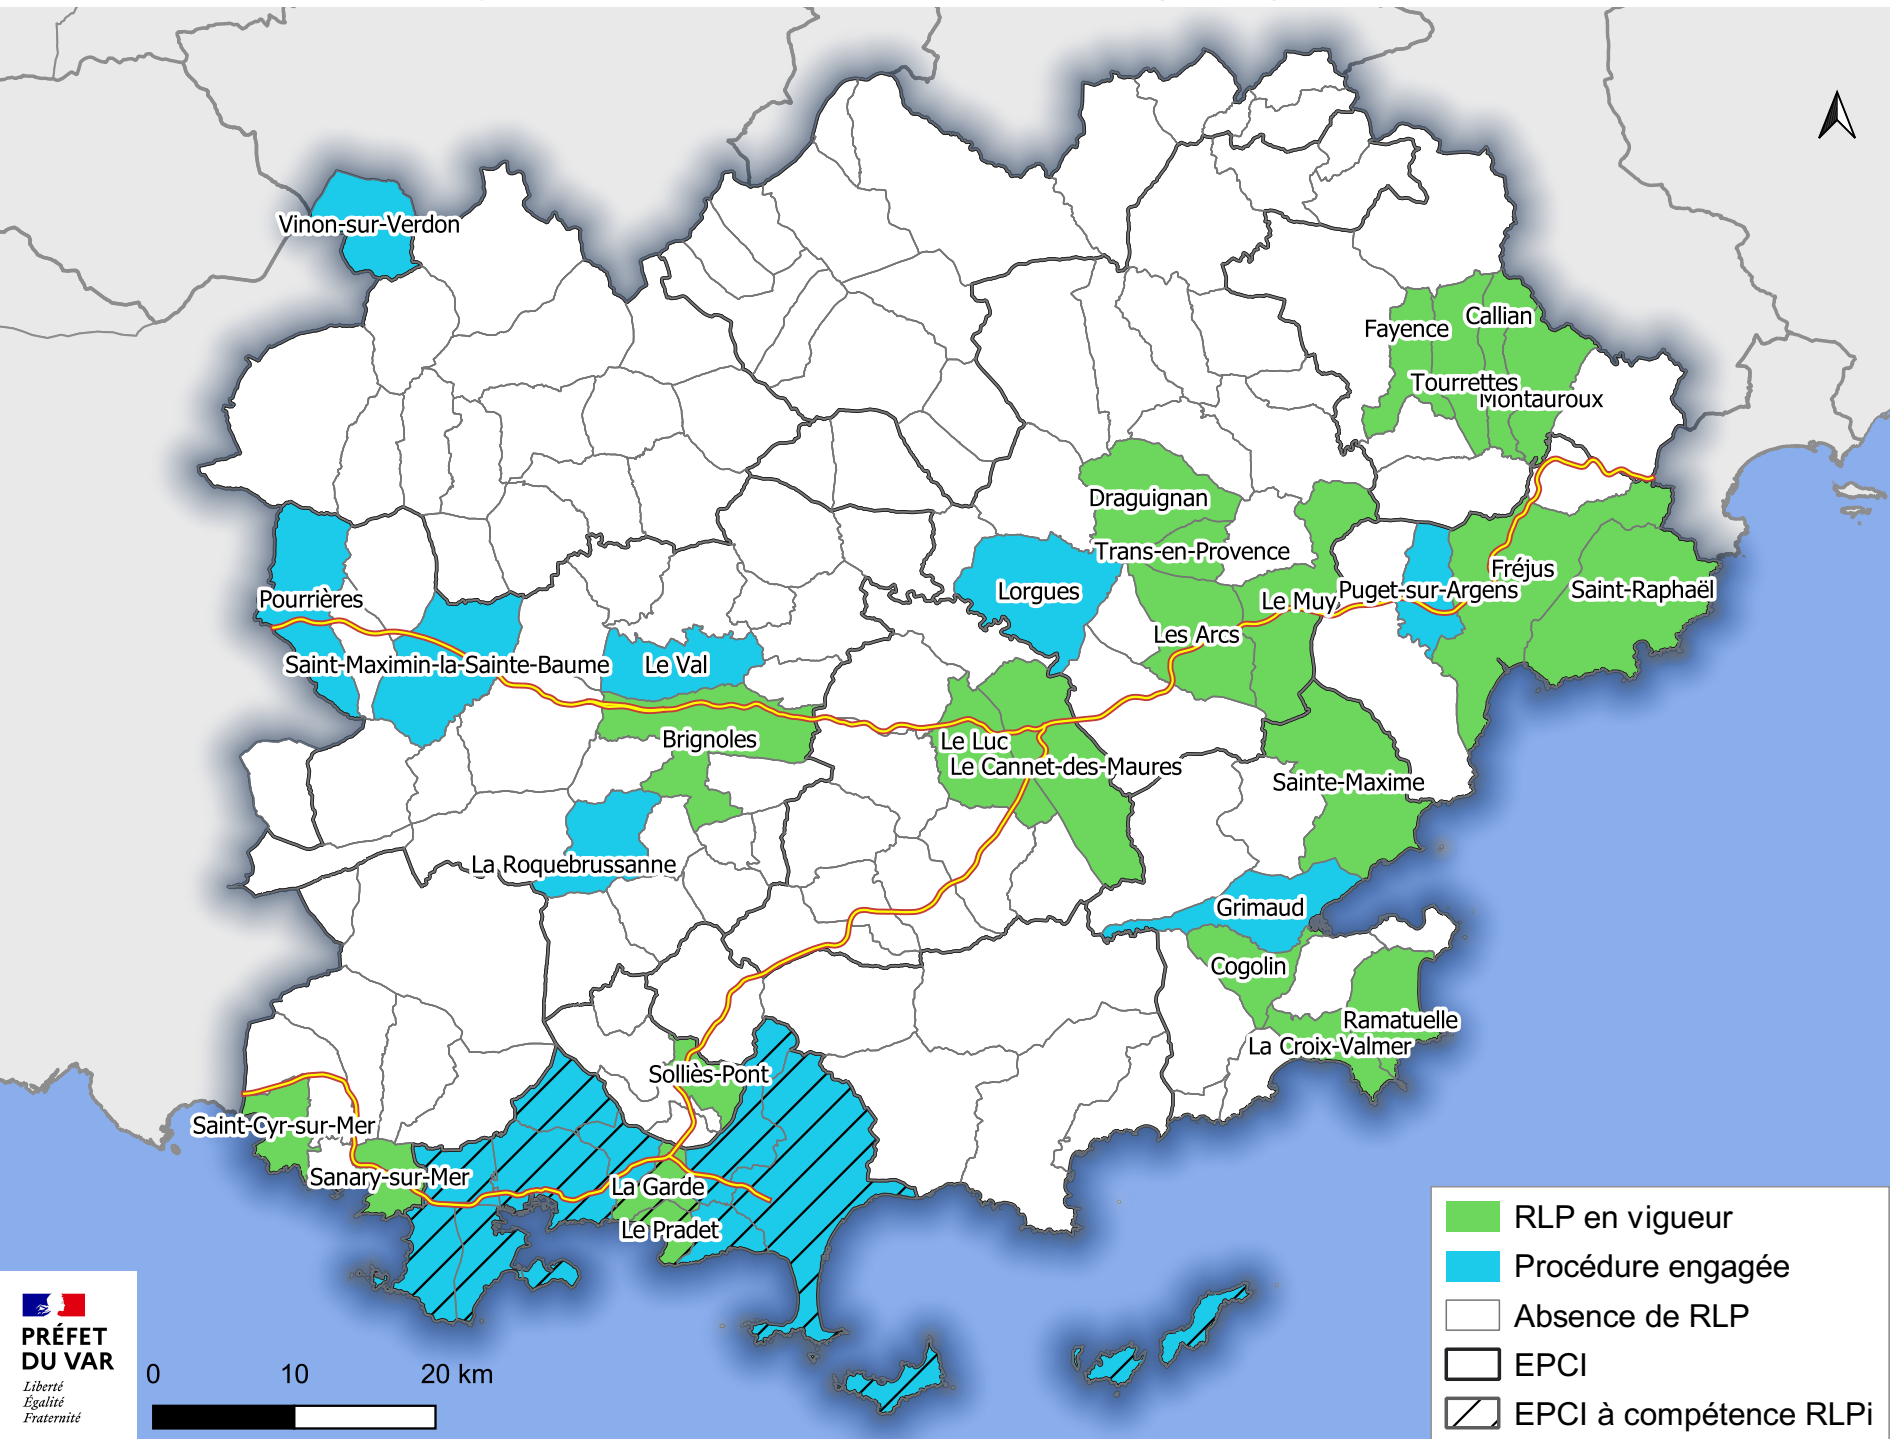 Vinon-sur-Verdon
Callian
Fayence
Tourrettes
Montauroux
Draguignan
Trans-en-Provence
Fréjus
Puget-sur-Argens
Saint-Raphaël
Lorgues
Pourrières
Le Muy
Les Arcs
Saint-Maximin-la-Sainte-Baume
Le Val
Brignoles
Le Luc
Le Cannet-des-Maures
Sainte-Maxime
La Roquebrussanne
Grimaud
Cogolin
Ramatuelle
La Croix-Valmer
Solliès-Pont
Saint-Cyr-sur-Mer
Sanary-sur-Mer
La Garde
Le Pradet
RLP en vigueur
Procédure engagée
Absence de RLP
EPCI
EPCI à compétence RLPi
PRÉFET
DU VAR
Liberté
Égalité
Fraternité
0 10 20 km